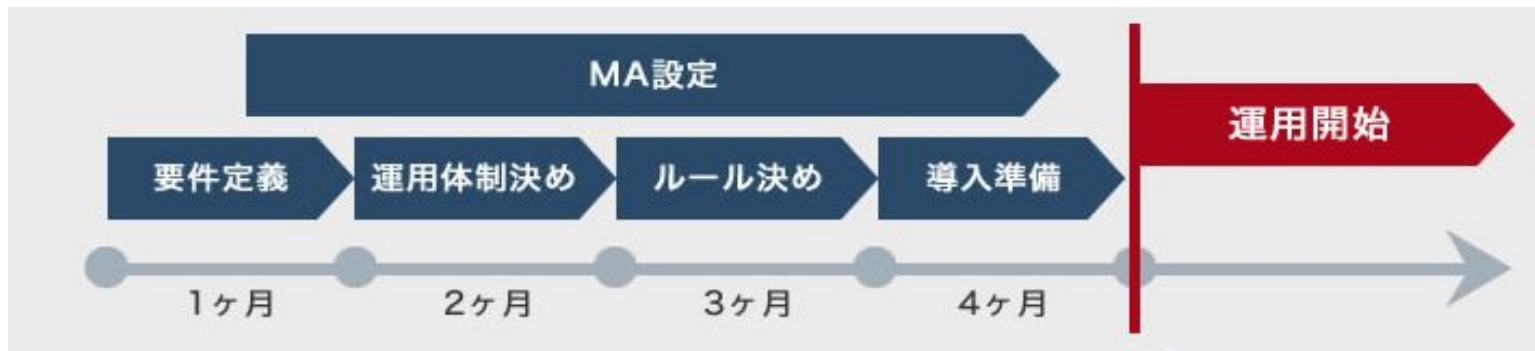 MA設定
運用開始
要件定義
運用体制決め
ルール決め
導入準備
1ヶ月
2ヶ月
3ヶ月
4ヶ月